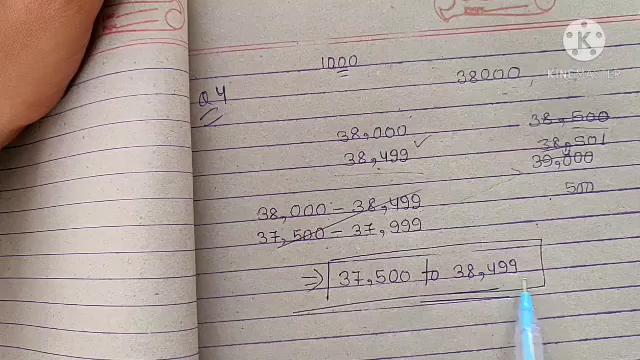 1000
38000
Q4
38,000
38,499 ✓
38,500
38,501
39,000
500
38,000 - 38,499
37,500 - 37,999
⇒ 37,500 to 38,499
K